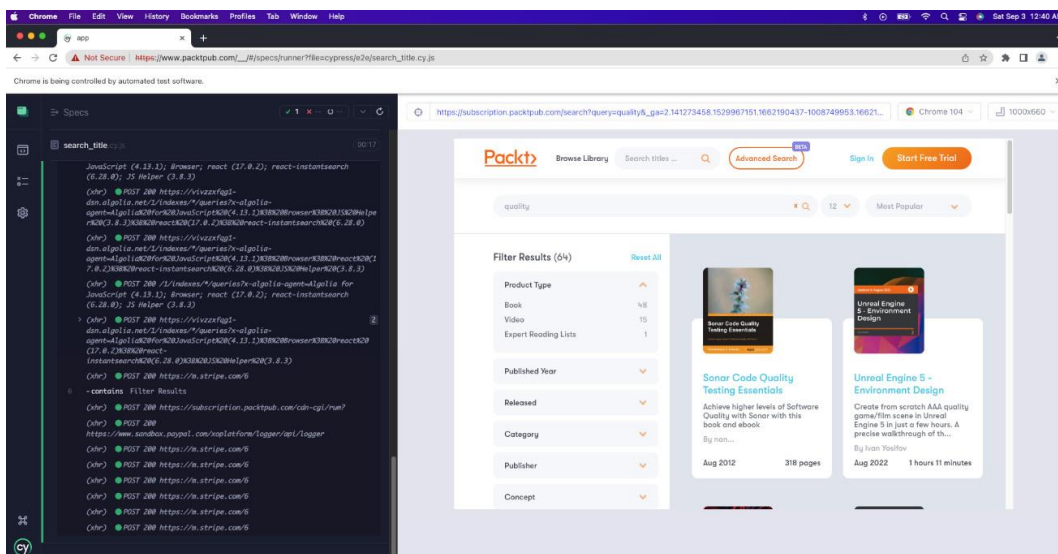 Chrome File Edit View History Bookmarks Profiles Tab Window Help Sat Sep 3 12:40 AM
app
Not Secure https://www.packtpub.com/__/#/specs/runner?file=cypress/e2e/search_title.cy.js
Chrome is being controlled by automated test software.
Specs
1
search_title.cy.js 00:17
JavaScript (4.13.1); Browser; react (17.0.2); react-instantsearch
(6.28.0); JS Helper (3.8.3)
(xhr) POST 200 https://vivzzxfqg1-
dsn.algolia.net/1/indexes/*/queries?x-algolia-
agent=Algolia%20for%20JavaScript%20(4.13.1)%3B%20Browser%3B%20JS%20Helpe
r%20(3.8.3)%3B%20react%20(17.0.2)%3B%20react-instantsearch%20(6.28.0)
(xhr) POST 200 https://vivzzxfqg1-
dsn.algolia.net/1/indexes/*/queries?x-algolia-
agent=Algolia%20for%20JavaScript%20(4.13.1)%3B%20Browser%3B%20react%20(1
7.0.2)%3B%20react-instantsearch%20(6.28.0)%3B%20JS%20Helper%20(3.8.3)
(xhr) POST 200 /1/indexes/*/queries?x-algolia-agent=Algolia for
JavaScript (4.13.1); Browser; react (17.0.2); react-instantsearch
(6.28.0); JS Helper (3.8.3)
(xhr) POST 200 https://vivzzxfqg1- 2
dsn.algolia.net/1/indexes/*/queries?x-algolia-
agent=Algolia%20for%20JavaScript%20(4.13.1)%3B%20Browser%3B%20react%20
(17.0.2)%3B%20react-
instantsearch%20(6.28.0)%3B%20JS%20Helper%20(3.8.3)
(xhr) POST 200 https://m.stripe.com/6
6 -contains Filter Results
(xhr) POST 200 https://subscription.packtpub.com/cdn-cgi/rum?
(xhr) POST 200
https://www.sandbox.paypal.com/xoplatform/logger/api/logger
(xhr) POST 200 https://m.stripe.com/6
(xhr) POST 200 https://m.stripe.com/6
(xhr) POST 200 https://m.stripe.com/6
(xhr) POST 200 https://m.stripe.com/6
(xhr) POST 200 https://m.stripe.com/6
cy
https://subscription.packtpub.com/search?query=quality&_ga=2.141273458.1529967151.1662190437-1008749953.16621... Chrome 104 1000x660
Packt Browse Library Search titles ... Advanced Search BETA Sign In Start Free Trial
quality 12 Most Popular
Filter Results (64) Reset All
Product Type
Book 48
Video 15
Expert Reading Lists 1
Published Year
Released
Category
Publisher
Concept
Sonar Code Quality
Testing Essentials
Sonar Code Quality
Testing Essentials
Achieve higher levels of Software
Quality with Sonar with this
book and ebook
By nan...
Aug 2012 318 pages
Unreal Engine
5 - Environment
Design
Unreal Engine 5 -
Environment Design
Create from scratch AAA quality
game/film scene in Unreal
Engine 5 in just a few hours. A
precise walkthrough of th...
By Ivan Yosifov
Aug 2022 1 hours 11 minutes